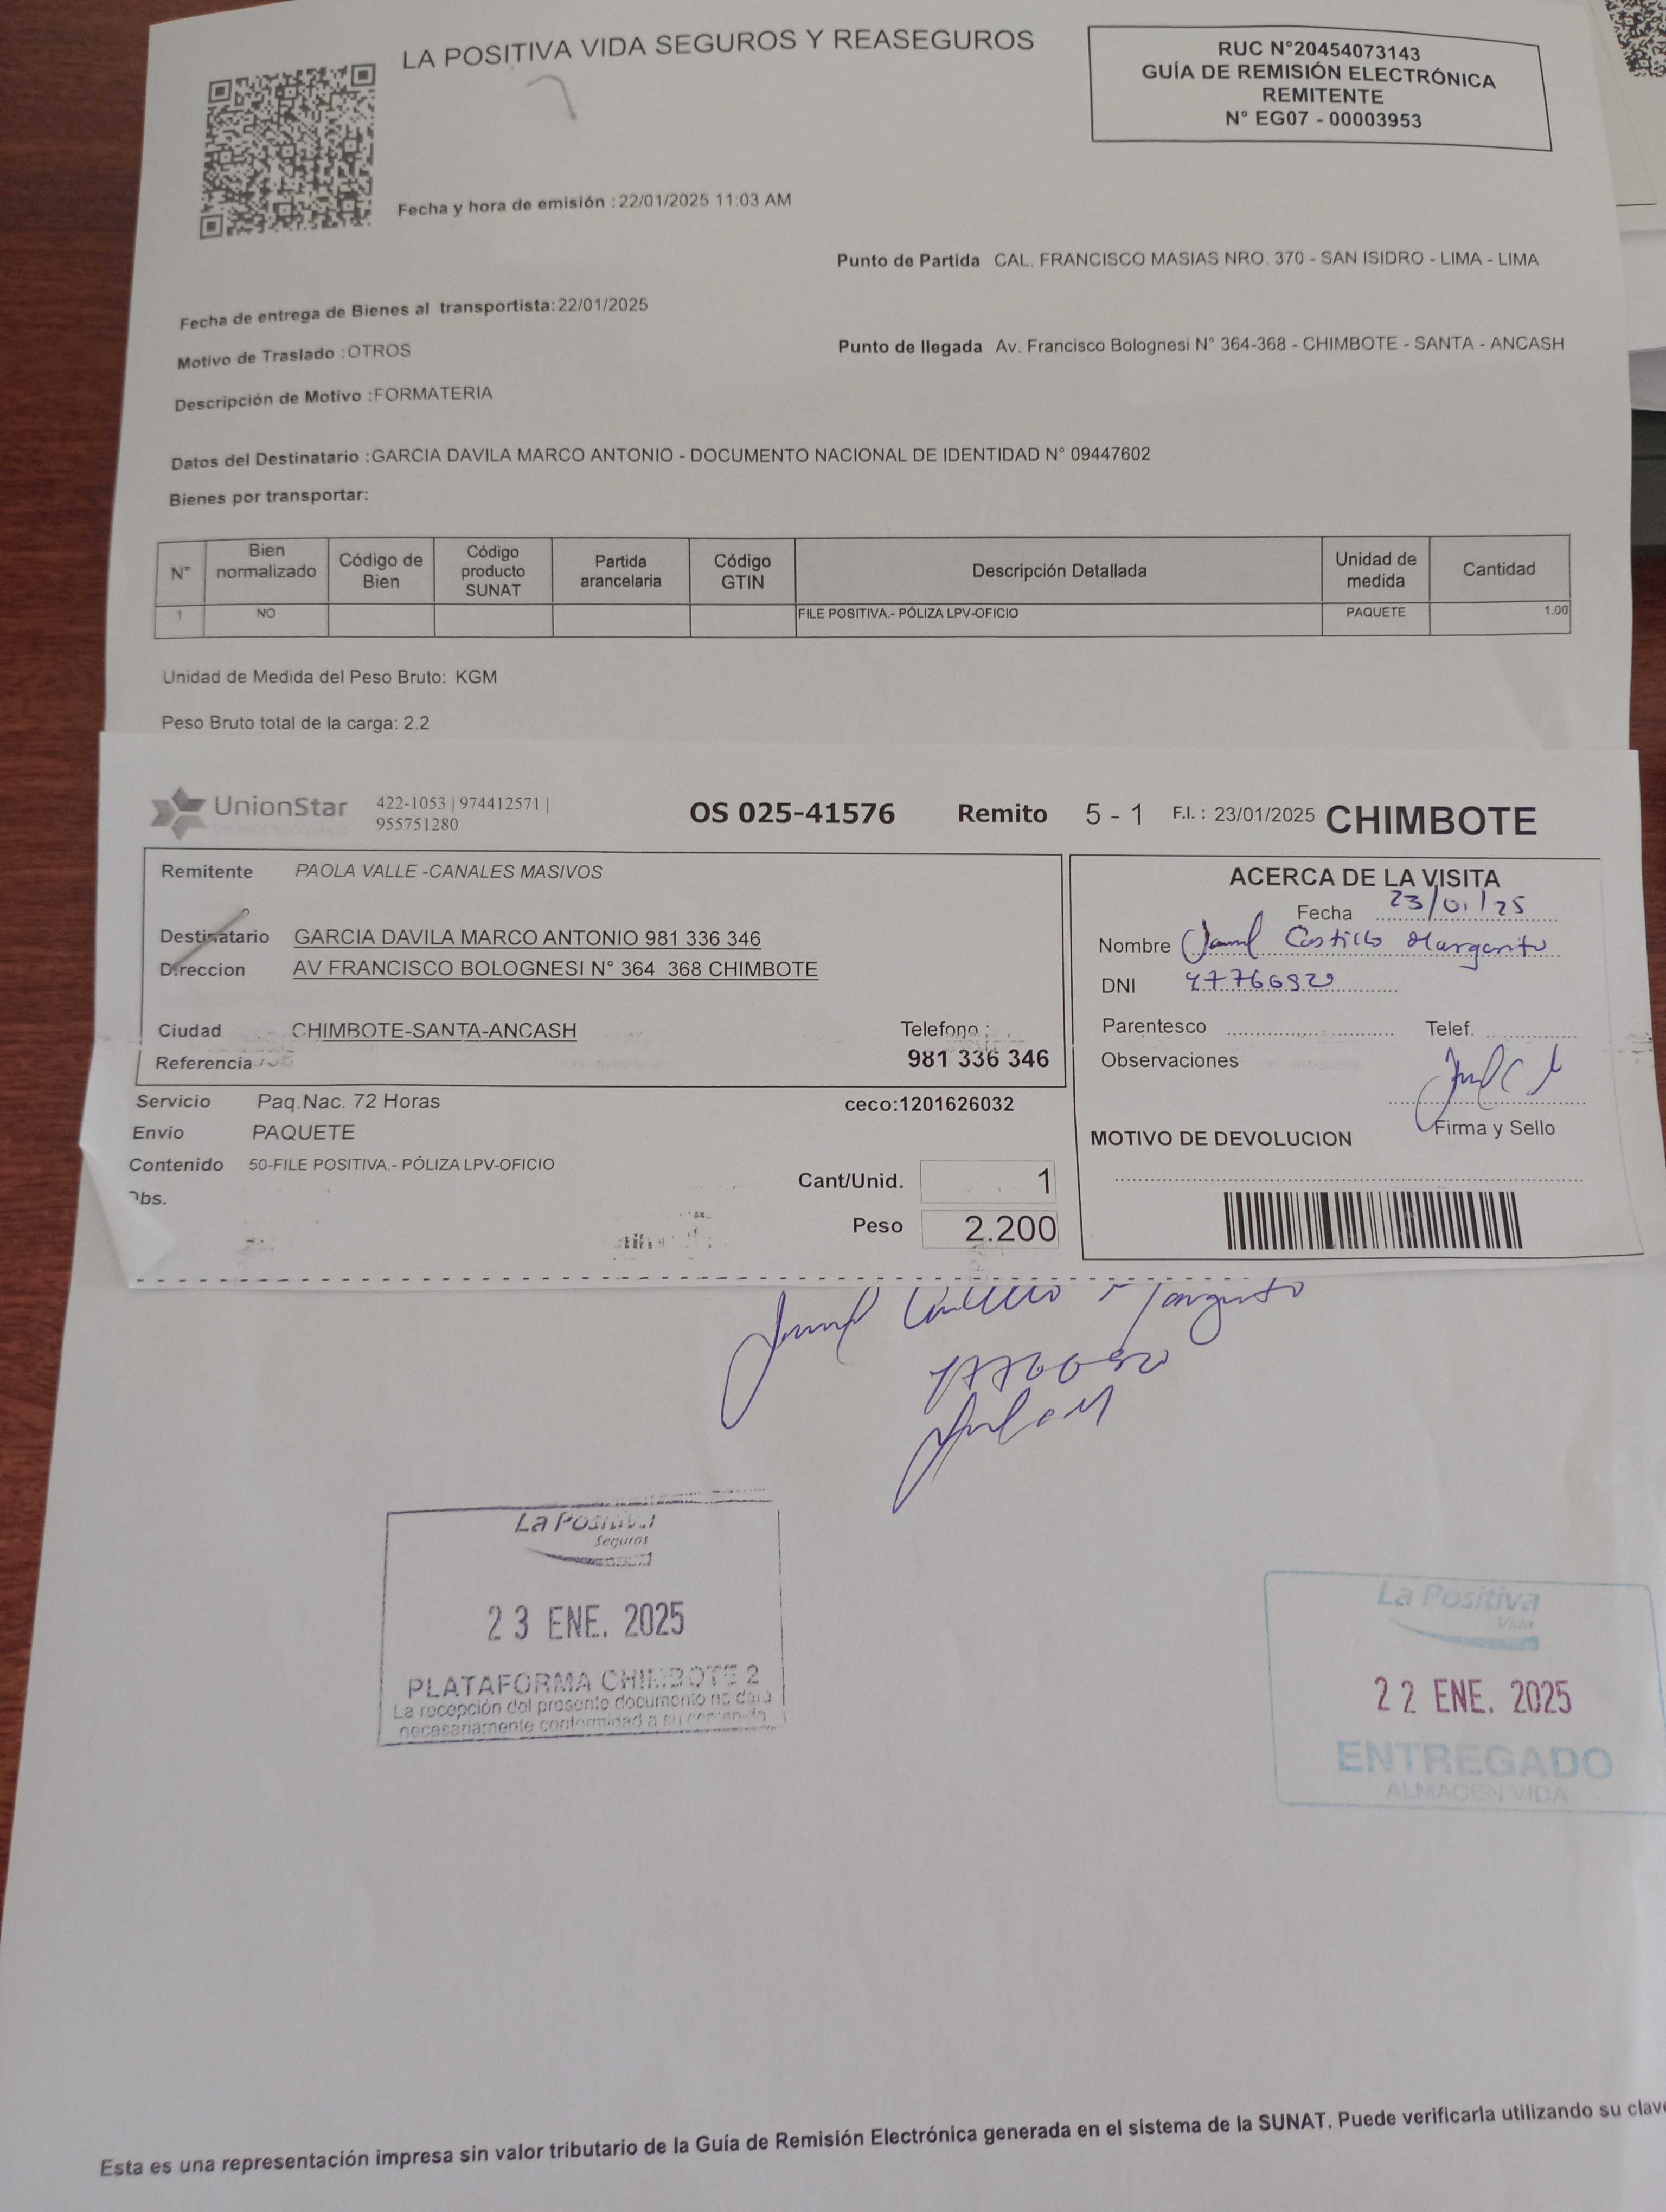 LA POSITIVA VIDA SEGUROS Y REASEGUROS
RUC N°20454073143
GUÍA DE REMISIÓN ELECTRÓNICA
REMITENTE
N° EG07 - 00003953
Fecha y hora de emisión : 22/01/2025 11:03 AM
Punto de Partida CAL. FRANCISCO MASIAS NRO. 370 - SAN ISIDRO - LIMA - LIMA
Fecha de entrega de Bienes al transportista: 22/01/2025
Punto de llegada Av. Francisco Bolognesi N° 364-368 - CHIMBOTE - SANTA - ANCASH
Motivo de Traslado : OTROS
Descripción de Motivo : FORMATERIA
Datos del Destinatario : GARCIA DAVILA MARCO ANTONIO - DOCUMENTO NACIONAL DE IDENTIDAD N° 09447602
Bienes por transportar:
N° Bien normalizado Código de Bien Código producto SUNAT Partida arancelaria Código GTIN Descripción Detallada Unidad de medida Cantidad
1 NO FILE POSITIVA.- PÓLIZA LPV-OFICIO PAQUETE 1.00
Unidad de Medida del Peso Bruto: KGM
Peso Bruto total de la carga: 2.2
UnionStar 422-1053 | 974412571 |
955751280
OS 025-41576 Remito 5 - 1 F.I. : 23/01/2025 CHIMBOTE
Remitente PAOLA VALLE -CANALES MASIVOS
Destinatario GARCIA DAVILA MARCO ANTONIO 981 336 346
Direccion AV FRANCISCO BOLOGNESI N° 364 368 CHIMBOTE
Ciudad CHIMBOTE-SANTA-ANCASH Telefono :
Referencia 981 336 346
Servicio Paq.Nac. 72 Horas ceco:1201626032
Envío PAQUETE
Contenido 50-FILE POSITIVA.- PÓLIZA LPV-OFICIO
Cant/Unid. 1
Obs.
Peso 2.200
ACERCA DE LA VISITA
Fecha 23/01/25
Nombre Castillo Margarito
DNI 47766820
Parentesco Telef.
Observaciones
Firma y Sello
MOTIVO DE DEVOLUCION
Castillo Margarito
La Positiva
Seguros
23 ENE. 2025
PLATAFORMA CHIMBOTE 2
La recepción del presente documento no dará
necesariamente conformidad a su contenido
La Positiva
Vida
22 ENE. 2025
ENTREGADO
ALMACEN VIDA
Esta es una representación impresa sin valor tributario de la Guía de Remisión Electrónica generada en el sistema de la SUNAT. Puede verificarla utilizando su clave